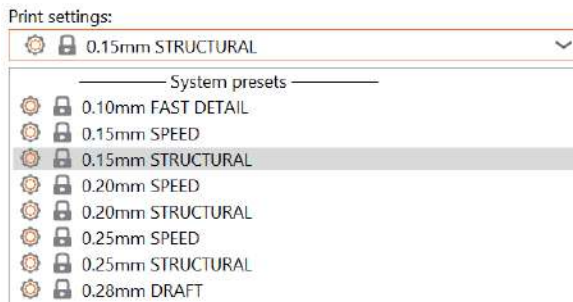 Print settings:
0.15mm STRUCTURAL
System presets
0.10mm FAST DETAIL
0.15mm SPEED
0.15mm STRUCTURAL
0.20mm SPEED
0.20mm STRUCTURAL
0.25mm SPEED
0.25mm STRUCTURAL
0.28mm DRAFT